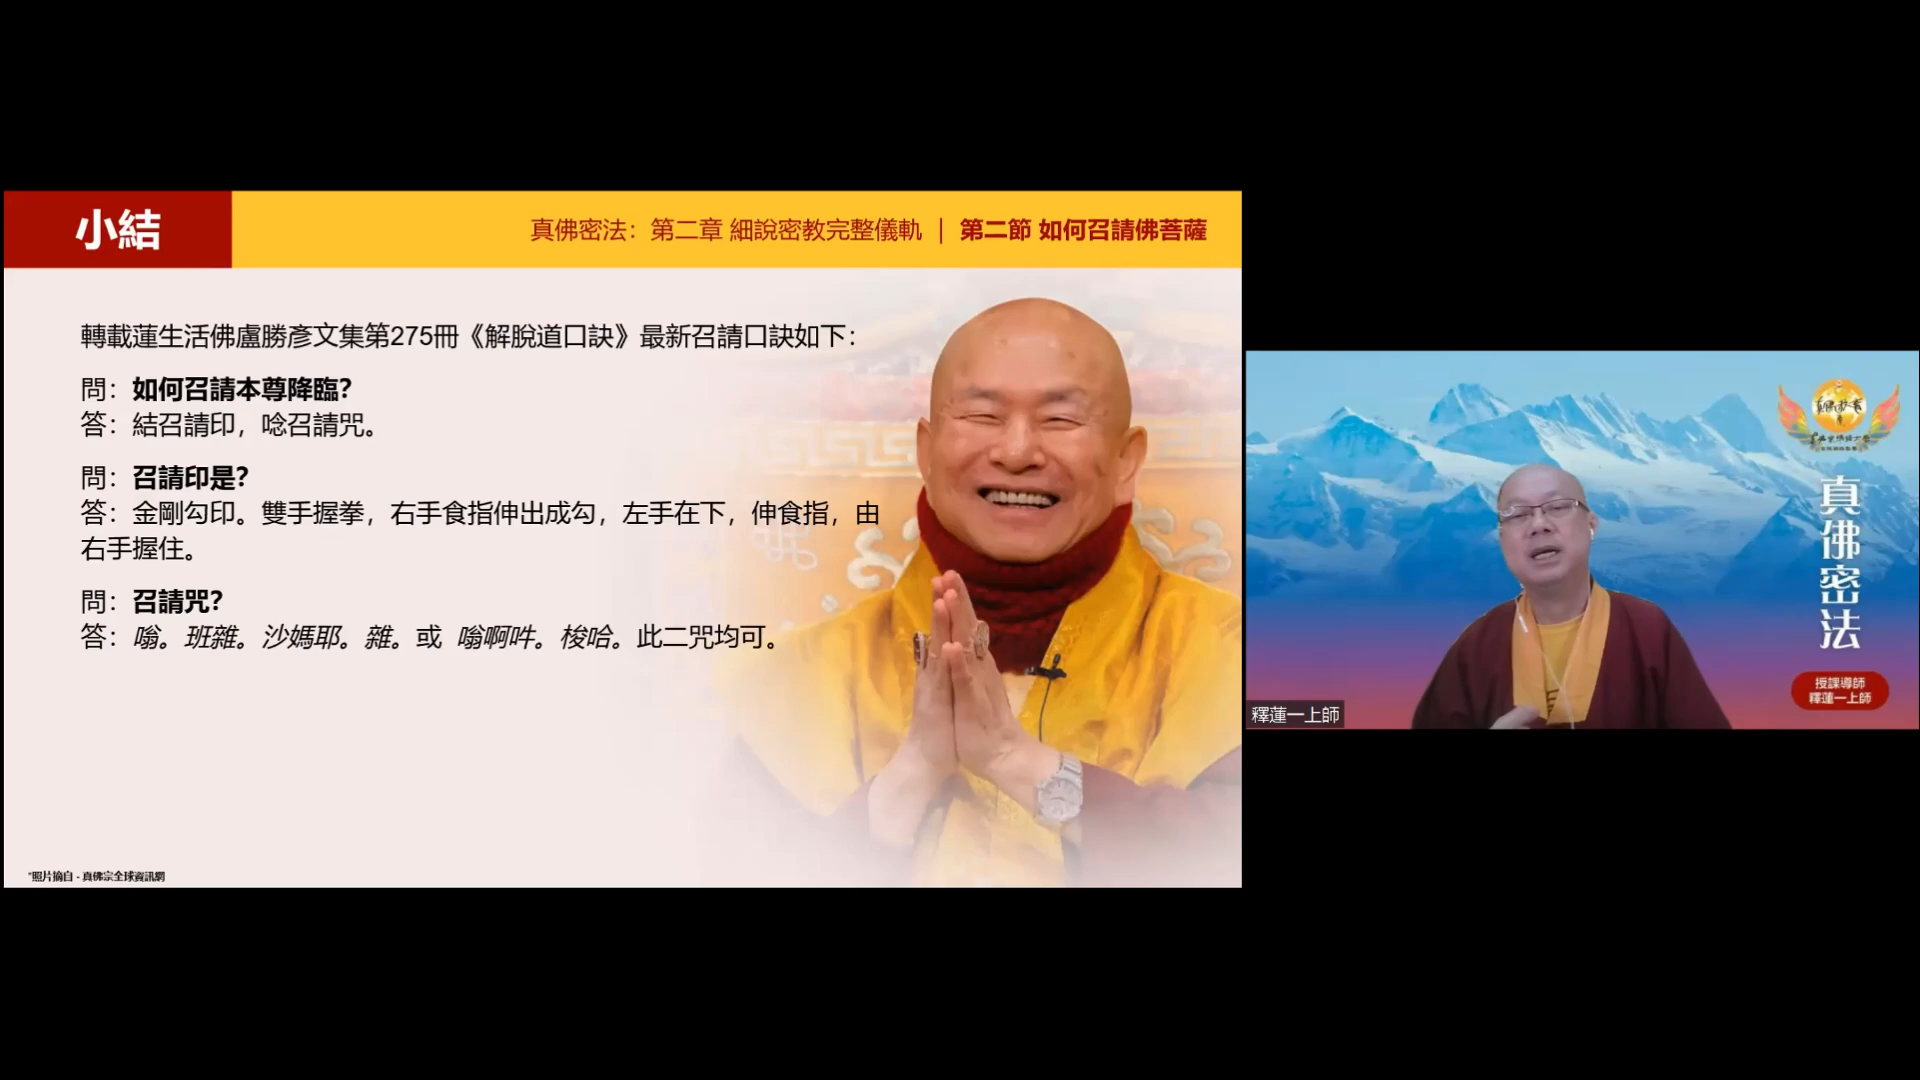 小結
真佛密法：第二章 細說密教完整儀軌 | 第二節 如何召請佛菩薩
轉載蓮生活佛盧勝彥文集第275冊《解脫道口訣》最新召請口訣如下：
問：如何召請本尊降臨？
答：結召請印，唸召請咒。
問：召請印是？
答：金剛勾印。雙手握拳，右手食指伸出成勾，左手在下，伸食指，由
右手握住。
問：召請咒？
答：嗡。班雜。沙媽耶。雜。或 嗡啊吽。梭哈。此二咒均可。
*照片摘自 - 真佛宗全球資訊網
真佛密法
授課導師
釋蓮一上師
釋蓮一上師